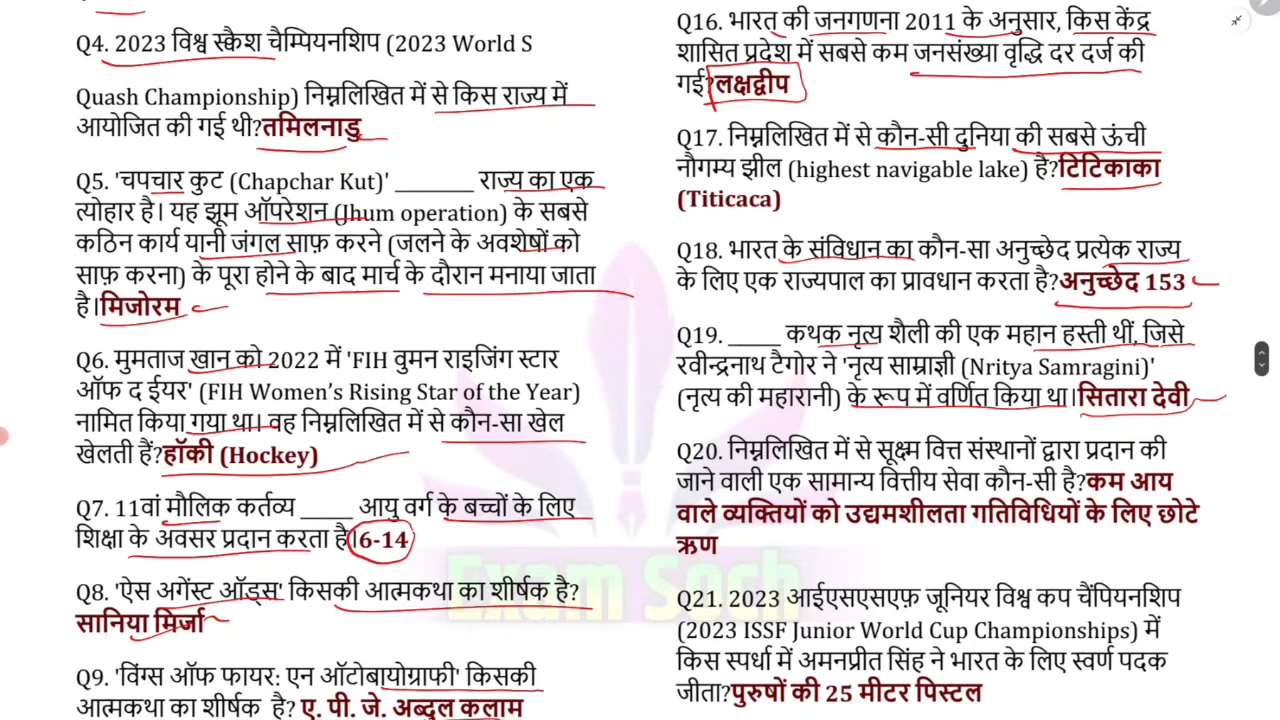 Q4. 2023 विश्व स्कैश चैम्पियनशिप (2023 World S
Quash Championship) निम्नलिखित में से किस राज्य में
आयोजित की गई थी?तमिलनाडु
Q5. 'चपचार कुट (Chapchar Kut)' ________ राज्य का एक
त्योहार है। यह झूम ऑपरेशन (Jhum operation) के सबसे
कठिन कार्य यानी जंगल साफ़ करने (जलने के अवशेषों को
साफ़ करना) के पूरा होने के बाद मार्च के दौरान मनाया जाता
है।मिजोरम
Q6. मुमताज खान को 2022 में 'FIH वुमन राइजिंग स्टार
ऑफ द ईयर' (FIH Women's Rising Star of the Year)
नामित किया गया था। वह निम्नलिखित में से कौन-सा खेल
खेलती हैं?हॉकी (Hockey)
Q7. 11वां मौलिक कर्तव्य _____ आयु वर्ग के बच्चों के लिए
शिक्षा के अवसर प्रदान करता है।6-14
Q8. 'ऐस अगेंस्ट ऑड्स' किसकी आत्मकथा का शीर्षक है?
सानिया मिर्जा
Q9. 'विंग्स ऑफ फायर: एन ऑटोबायोग्राफी' किसकी
आत्मकथा का शीर्षक है? ए. पी. जे. अब्दुल कलाम
Q16. भारत की जनगणना 2011 के अनुसार, किस केंद्र
शासित प्रदेश में सबसे कम जनसंख्या वृद्धि दर दर्ज की
गई?लक्षद्वीप
Q17. निम्नलिखित में से कौन-सी दुनिया की सबसे ऊंची
नौगम्य झील (highest navigable lake) है?टिटिकाका
(Titicaca)
Q18. भारत के संविधान का कौन-सा अनुच्छेद प्रत्येक राज्य
के लिए एक राज्यपाल का प्रावधान करता है?अनुच्छेद 153
Q19. _____ कथक नृत्य शैली की एक महान हस्ती थीं, जिसे
रवीन्द्रनाथ टैगोर ने 'नृत्य साम्राज्ञी (Nritya Samragini)'
(नृत्य की महारानी) के रूप में वर्णित किया था।सितारा देवी
Q20. निम्नलिखित में से सूक्ष्म वित्त संस्थानों द्वारा प्रदान की
जाने वाली एक सामान्य वित्तीय सेवा कौन-सी है?कम आय
वाले व्यक्तियों को उद्यमशीलता गतिविधियों के लिए छोटे
ऋण
Q21. 2023 आईएसएसएफ़ जूनियर विश्व कप चैंपियनशिप
(2023 ISSF Junior World Cup Championships) में
किस स्पर्धा में अमनप्रीत सिंह ने भारत के लिए स्वर्ण पदक
जीता?पुरुषों की 25 मीटर पिस्टल
Exam Soch